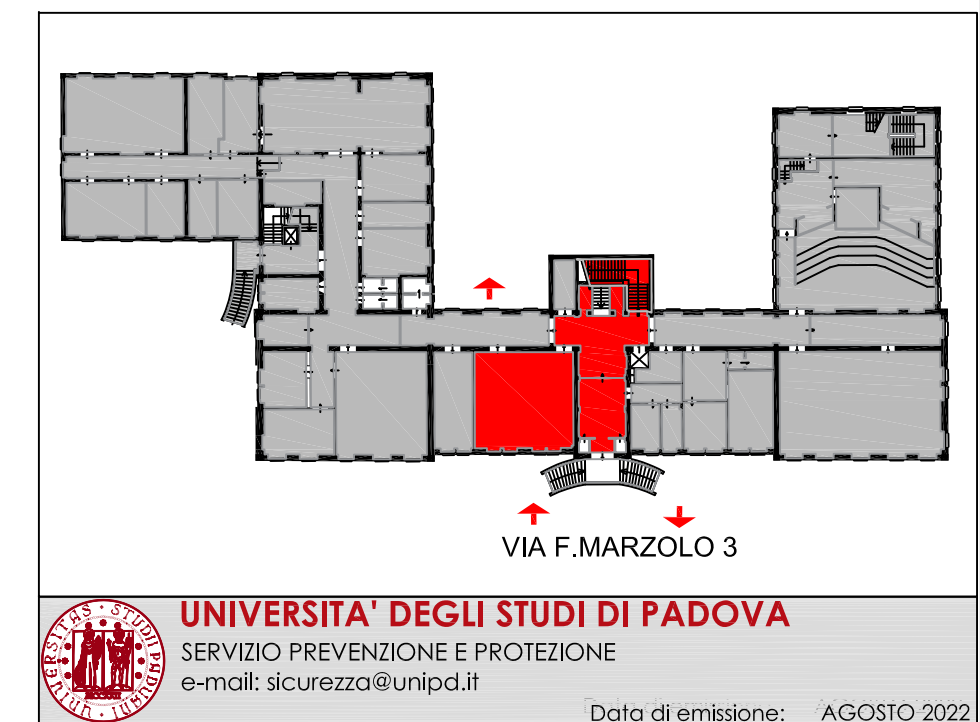 VIA F.MARZOLO 3
UNIVERSITA' DEGLI STUDI DI PADOVA
SERVIZIO PREVENZIONE E PROTEZIONE
e-mail: sicurezza@unipd.it
Data di emissione: AGOSTO 2022